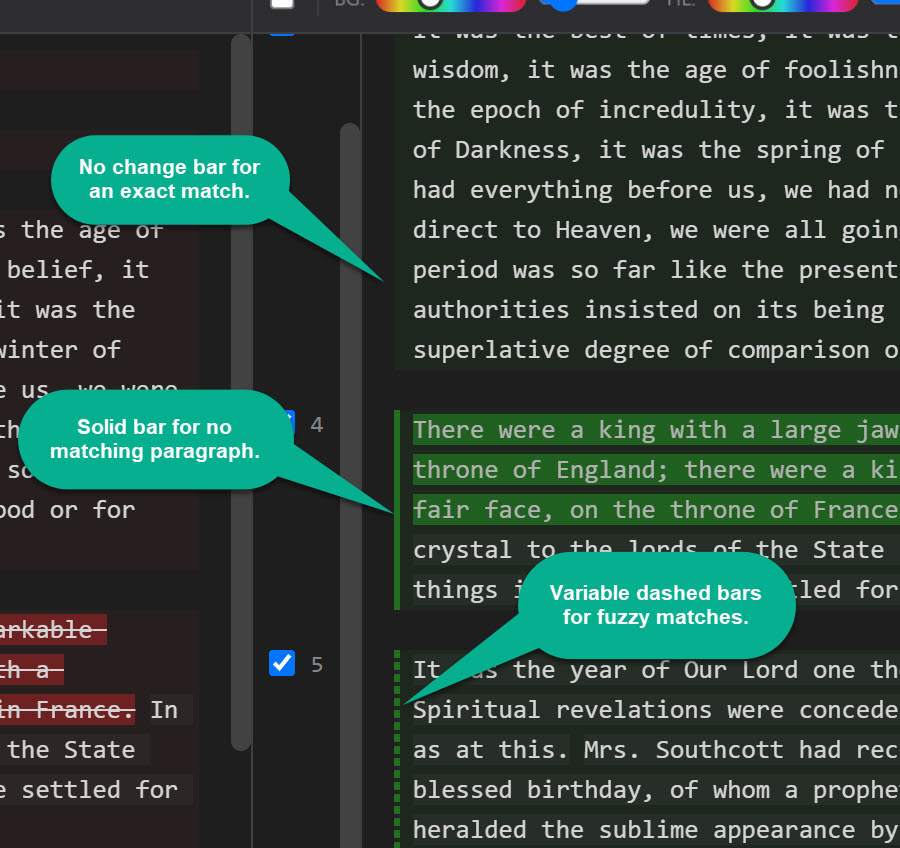 BG:
HL:
No change bar for
an exact match.
s the age of
belief, it
it was the
winter of
e us, we were
th
so
ood or for
Solid bar for no
matching paragraph.
arkable
th a
in France. In
the State
e settled for
4
5
It was the best of times, it was t
wisdom, it was the age of foolishn
the epoch of incredulity, it was t
of Darkness, it was the spring of
had everything before us, we had n
direct to Heaven, we were all goin
period was so far like the present
authorities insisted on its being
superlative degree of comparison o
There were a king with a large jaw
throne of England; there were a ki
fair face, on the throne of France
crystal to the lords of the State
things i
tled for
Variable dashed bars
for fuzzy matches.
It was the year of Our Lord one th
Spiritual revelations were concede
as at this. Mrs. Southcott had rec
blessed birthday, of whom a prophe
heralded the sublime appearance by